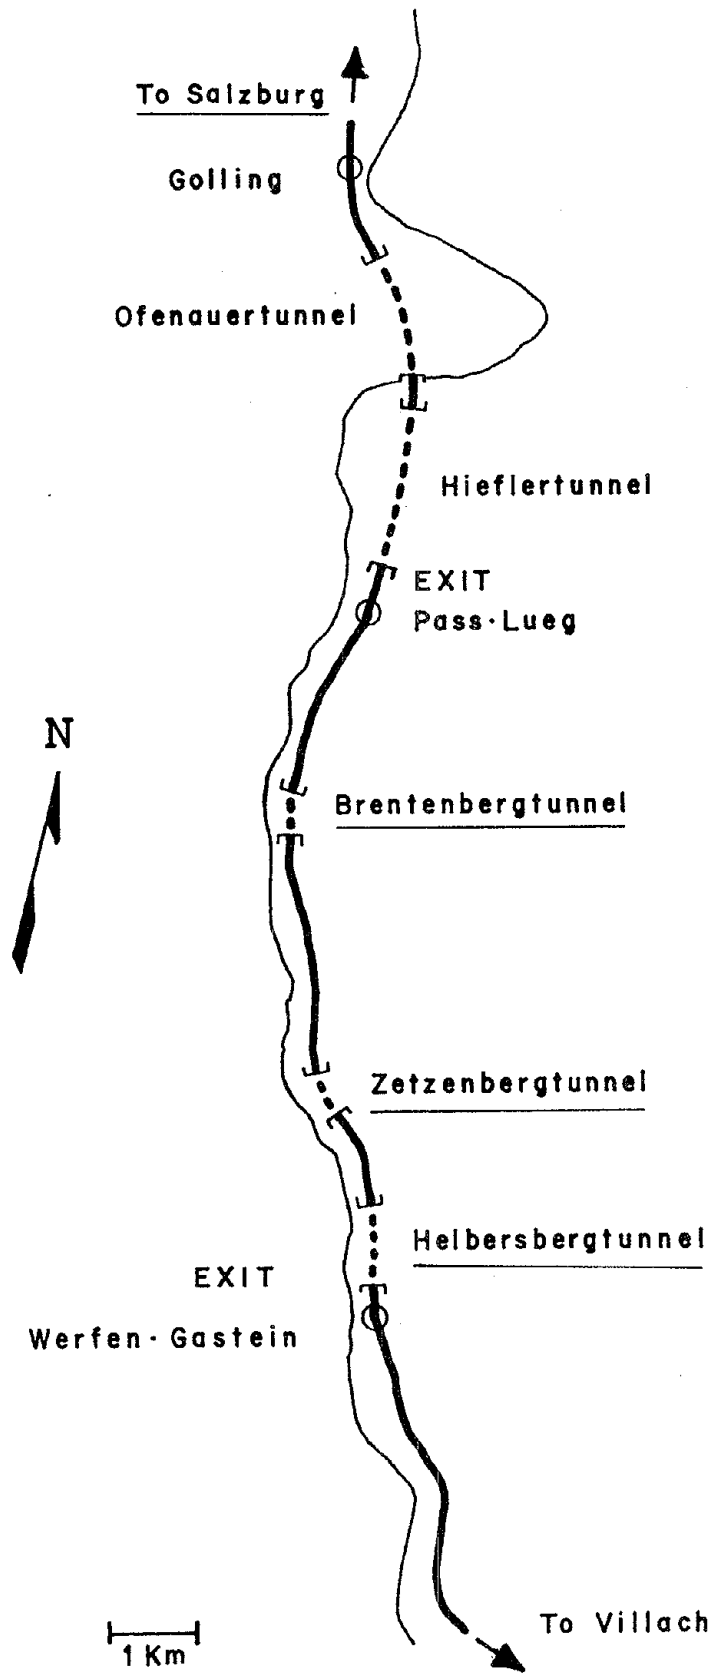 To Salzburg
Golling
Ofenauertunnel
Hieflertunnel
EXIT
Pass·Lueg
N
Brentenbergtunnel
Zetzenbergtunnel
Helbersbergtunnel
EXIT
Werfen·Gastein
To Villach
1 Km